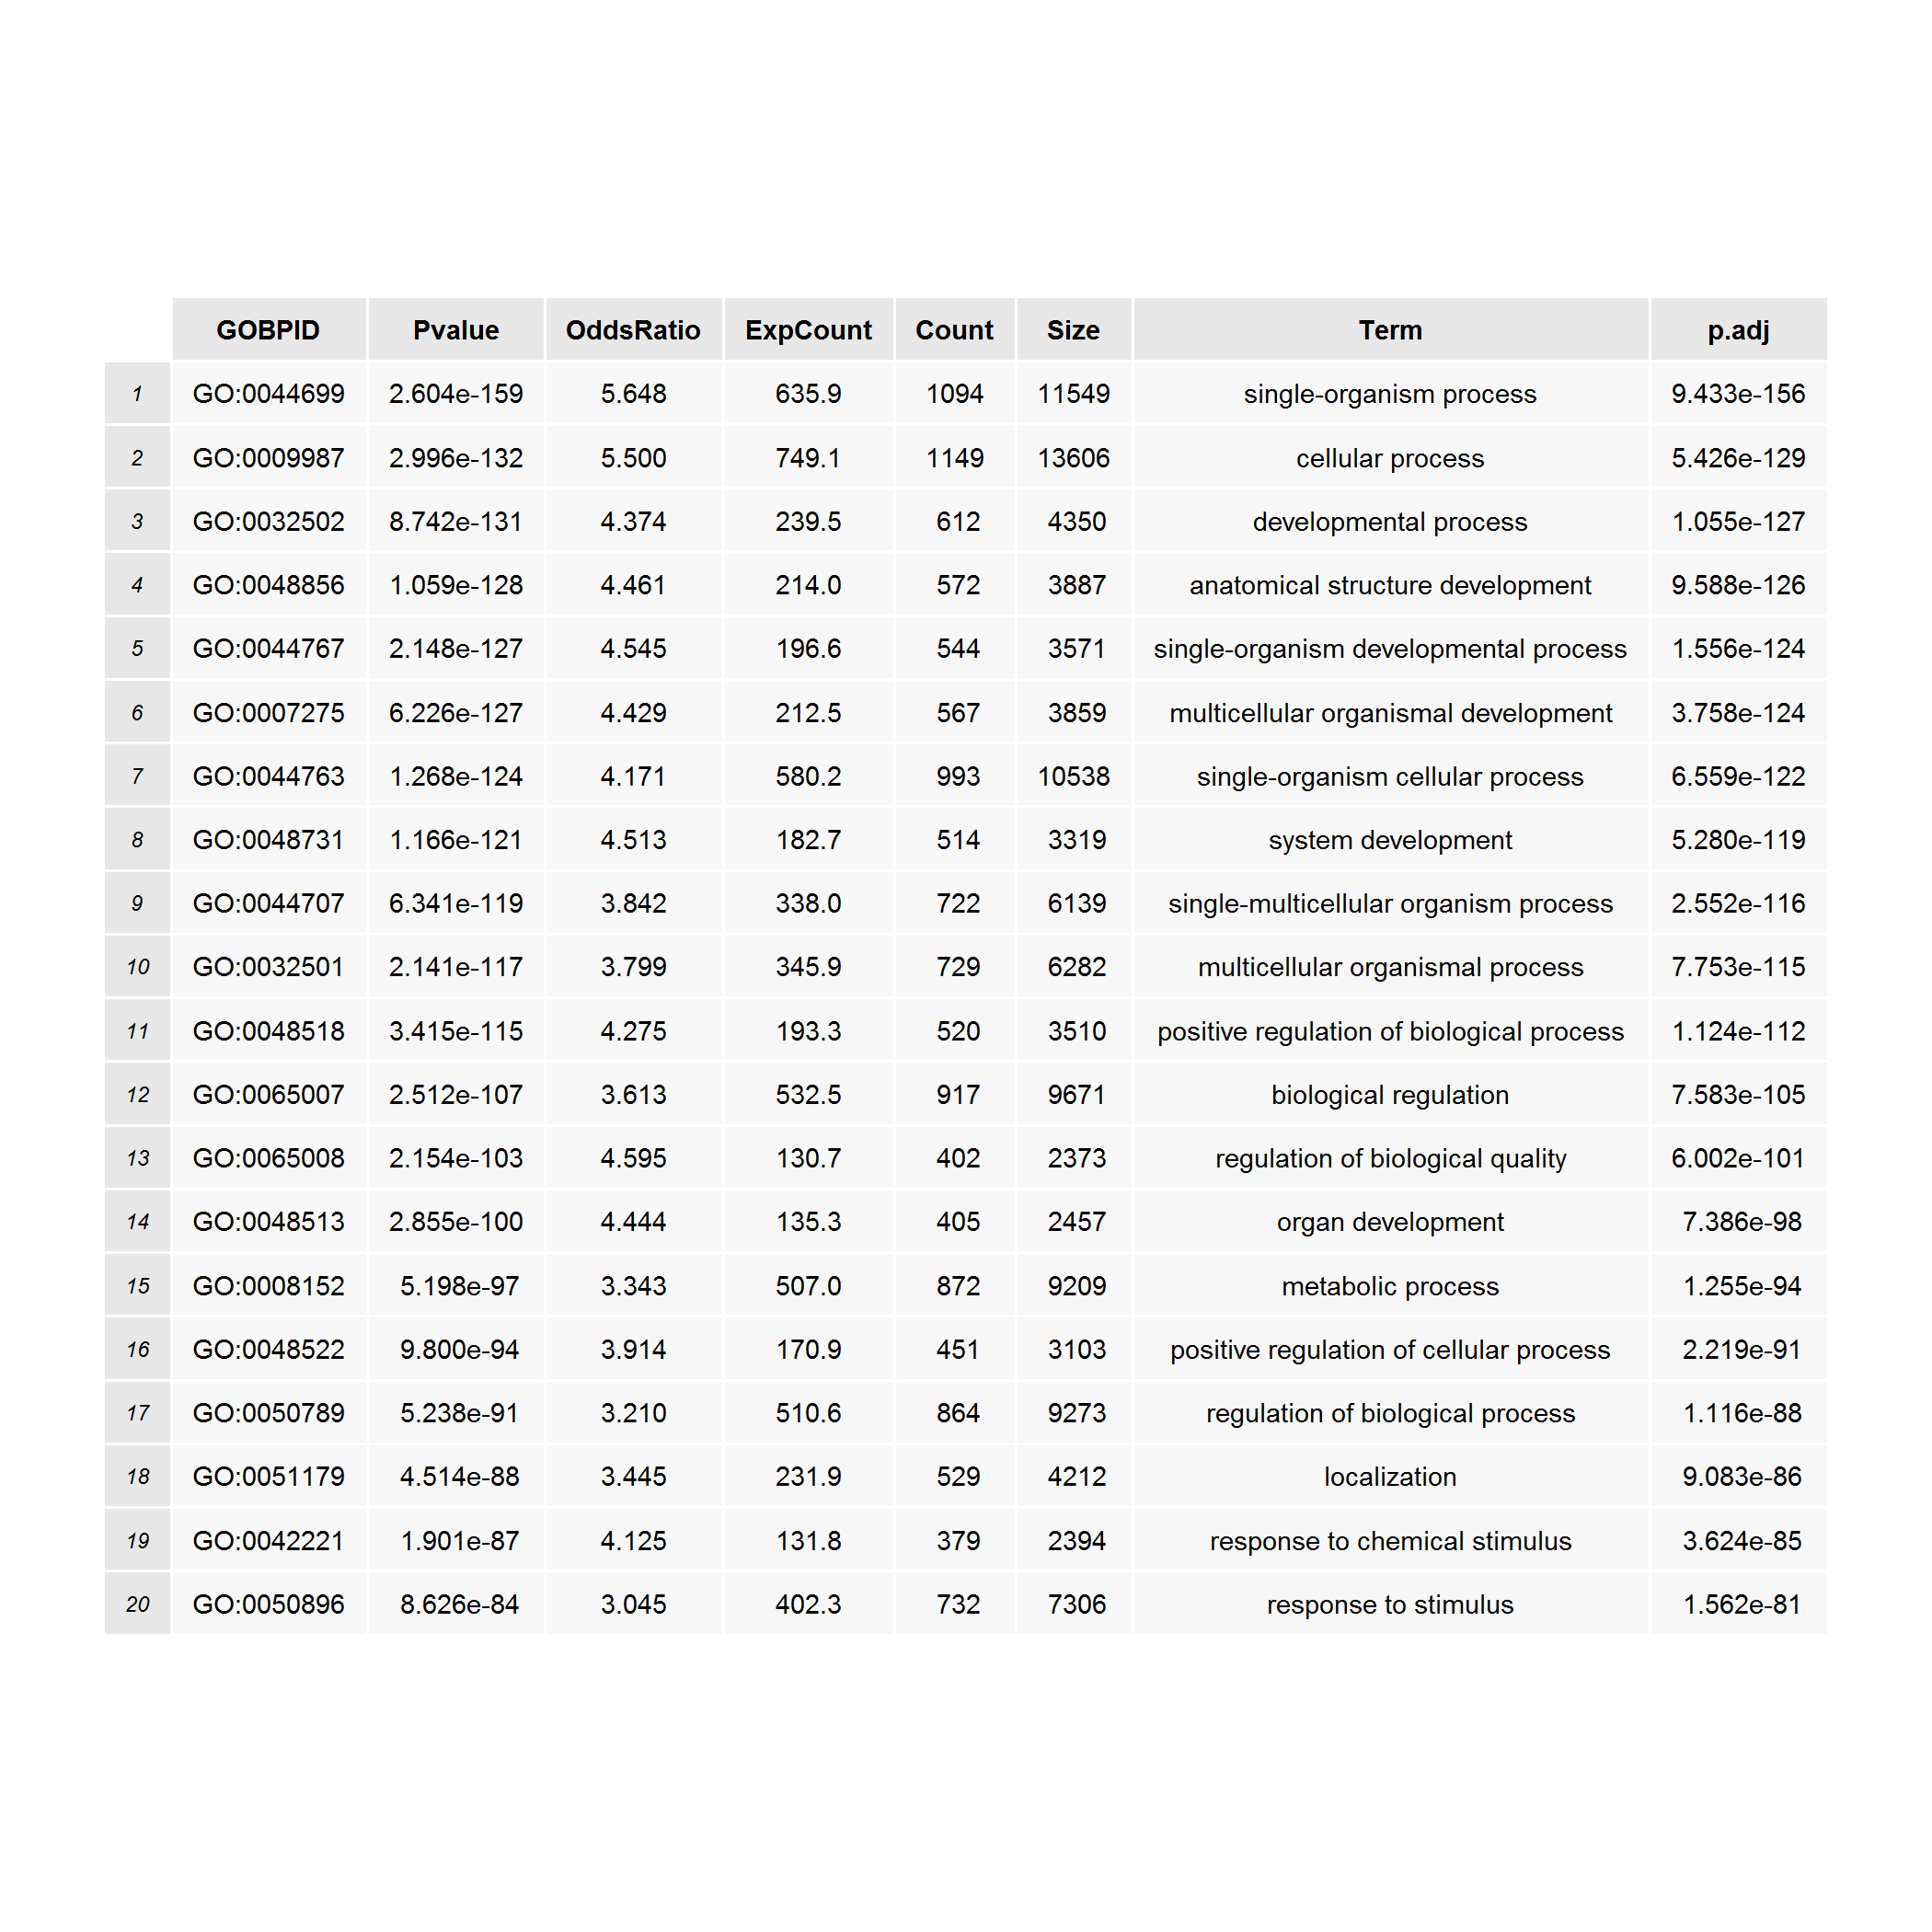 GOBPID Pvalue OddsRatio ExpCount Count Size Term p.adj
1 GO:0044699 2.604e-159 5.648 635.9 1094 11549 single-organism process 9.433e-156
2 GO:0009987 2.996e-132 5.500 749.1 1149 13606 cellular process 5.426e-129
3 GO:0032502 8.742e-131 4.374 239.5 612 4350 developmental process 1.055e-127
4 GO:0048856 1.059e-128 4.461 214.0 572 3887 anatomical structure development 9.588e-126
5 GO:0044767 2.148e-127 4.545 196.6 544 3571 single-organism developmental process 1.556e-124
6 GO:0007275 6.226e-127 4.429 212.5 567 3859 multicellular organismal development 3.758e-124
7 GO:0044763 1.268e-124 4.171 580.2 993 10538 single-organism cellular process 6.559e-122
8 GO:0048731 1.166e-121 4.513 182.7 514 3319 system development 5.280e-119
9 GO:0044707 6.341e-119 3.842 338.0 722 6139 single-multicellular organism process 2.552e-116
10 GO:0032501 2.141e-117 3.799 345.9 729 6282 multicellular organismal process 7.753e-115
11 GO:0048518 3.415e-115 4.275 193.3 520 3510 positive regulation of biological process 1.124e-112
12 GO:0065007 2.512e-107 3.613 532.5 917 9671 biological regulation 7.583e-105
13 GO:0065008 2.154e-103 4.595 130.7 402 2373 regulation of biological quality 6.002e-101
14 GO:0048513 2.855e-100 4.444 135.3 405 2457 organ development 7.386e-98
15 GO:0008152 5.198e-97 3.343 507.0 872 9209 metabolic process 1.255e-94
16 GO:0048522 9.800e-94 3.914 170.9 451 3103 positive regulation of cellular process 2.219e-91
17 GO:0050789 5.238e-91 3.210 510.6 864 9273 regulation of biological process 1.116e-88
18 GO:0051179 4.514e-88 3.445 231.9 529 4212 localization 9.083e-86
19 GO:0042221 1.901e-87 4.125 131.8 379 2394 response to chemical stimulus 3.624e-85
20 GO:0050896 8.626e-84 3.045 402.3 732 7306 response to stimulus 1.562e-81